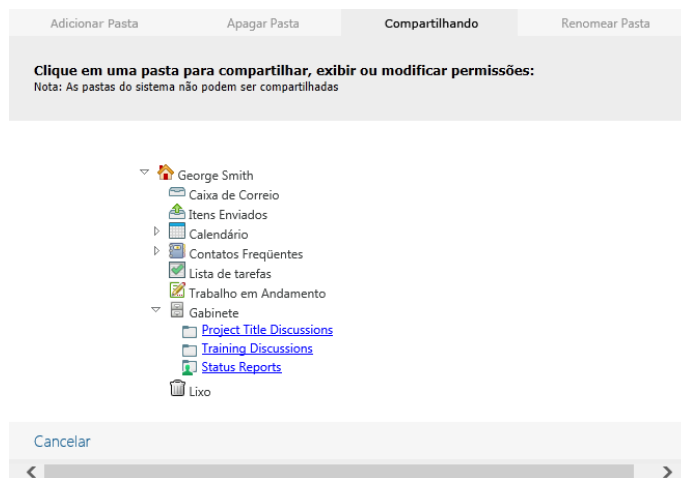 Adicionar Pasta Apagar Pasta Compartilhando Renomear Pasta
Clique em uma pasta para compartilhar, exibir ou modificar permissões:
Nota: As pastas do sistema não podem ser compartilhadas
George Smith
Caixa de Correio
Itens Enviados
Calendário
Contatos Freqüentes
Lista de tarefas
Trabalho em Andamento
Gabinete
Project Title Discussions
Training Discussions
Status Reports
Lixo
Cancelar